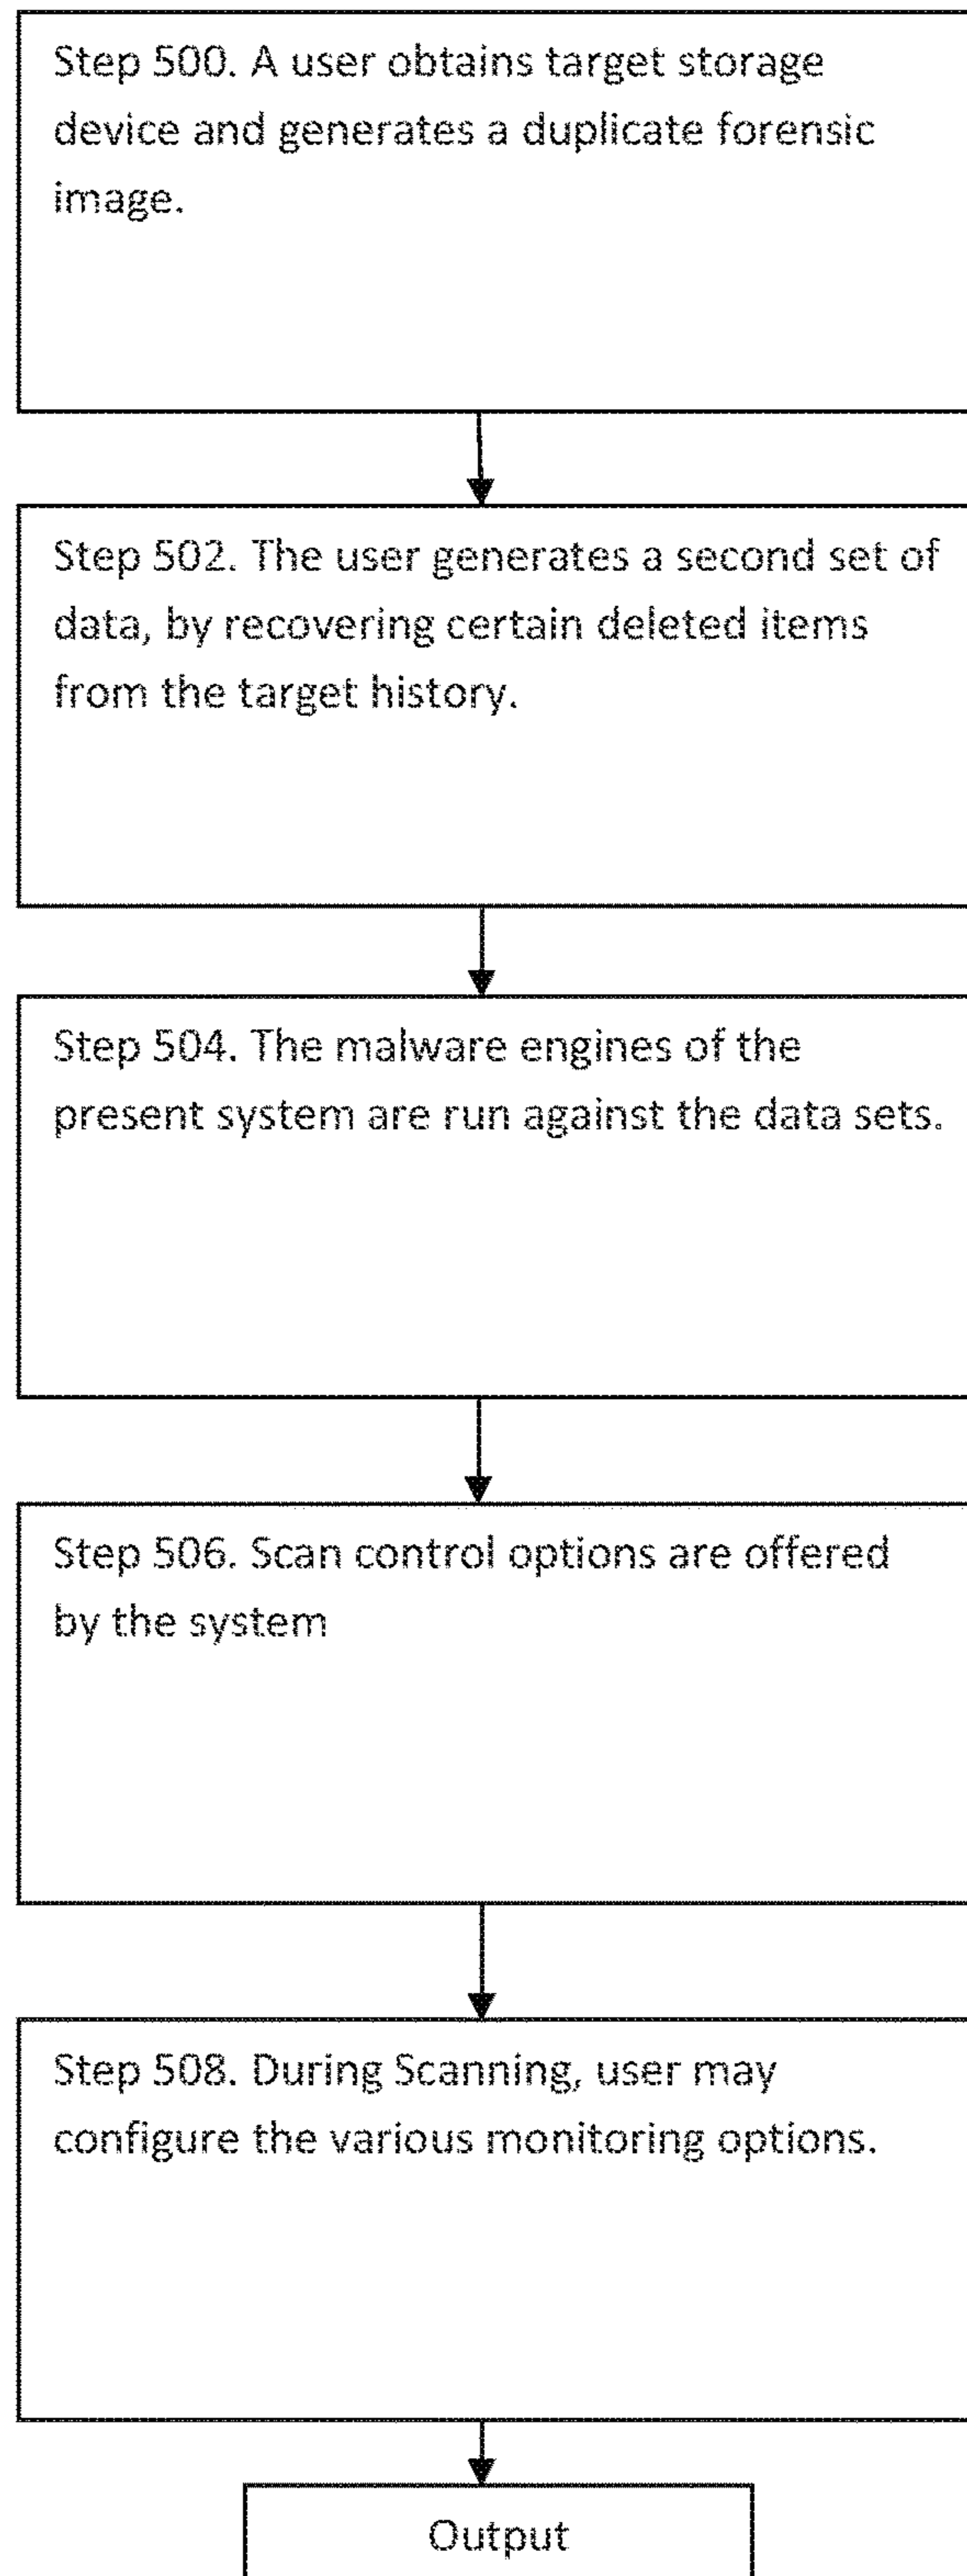 Step 500. A user obtains target storage
device and generates a duplicate forensic
image.
Step 502. The user generates a second set of
data, by recovering certain deleted items
from the target history.
Step 504. The malware engines of the
present system are run against the data sets.
Step 506. Scan control options are offered
by the system
Step 508. During Scanning, user may
configure the various monitoring options.
Output